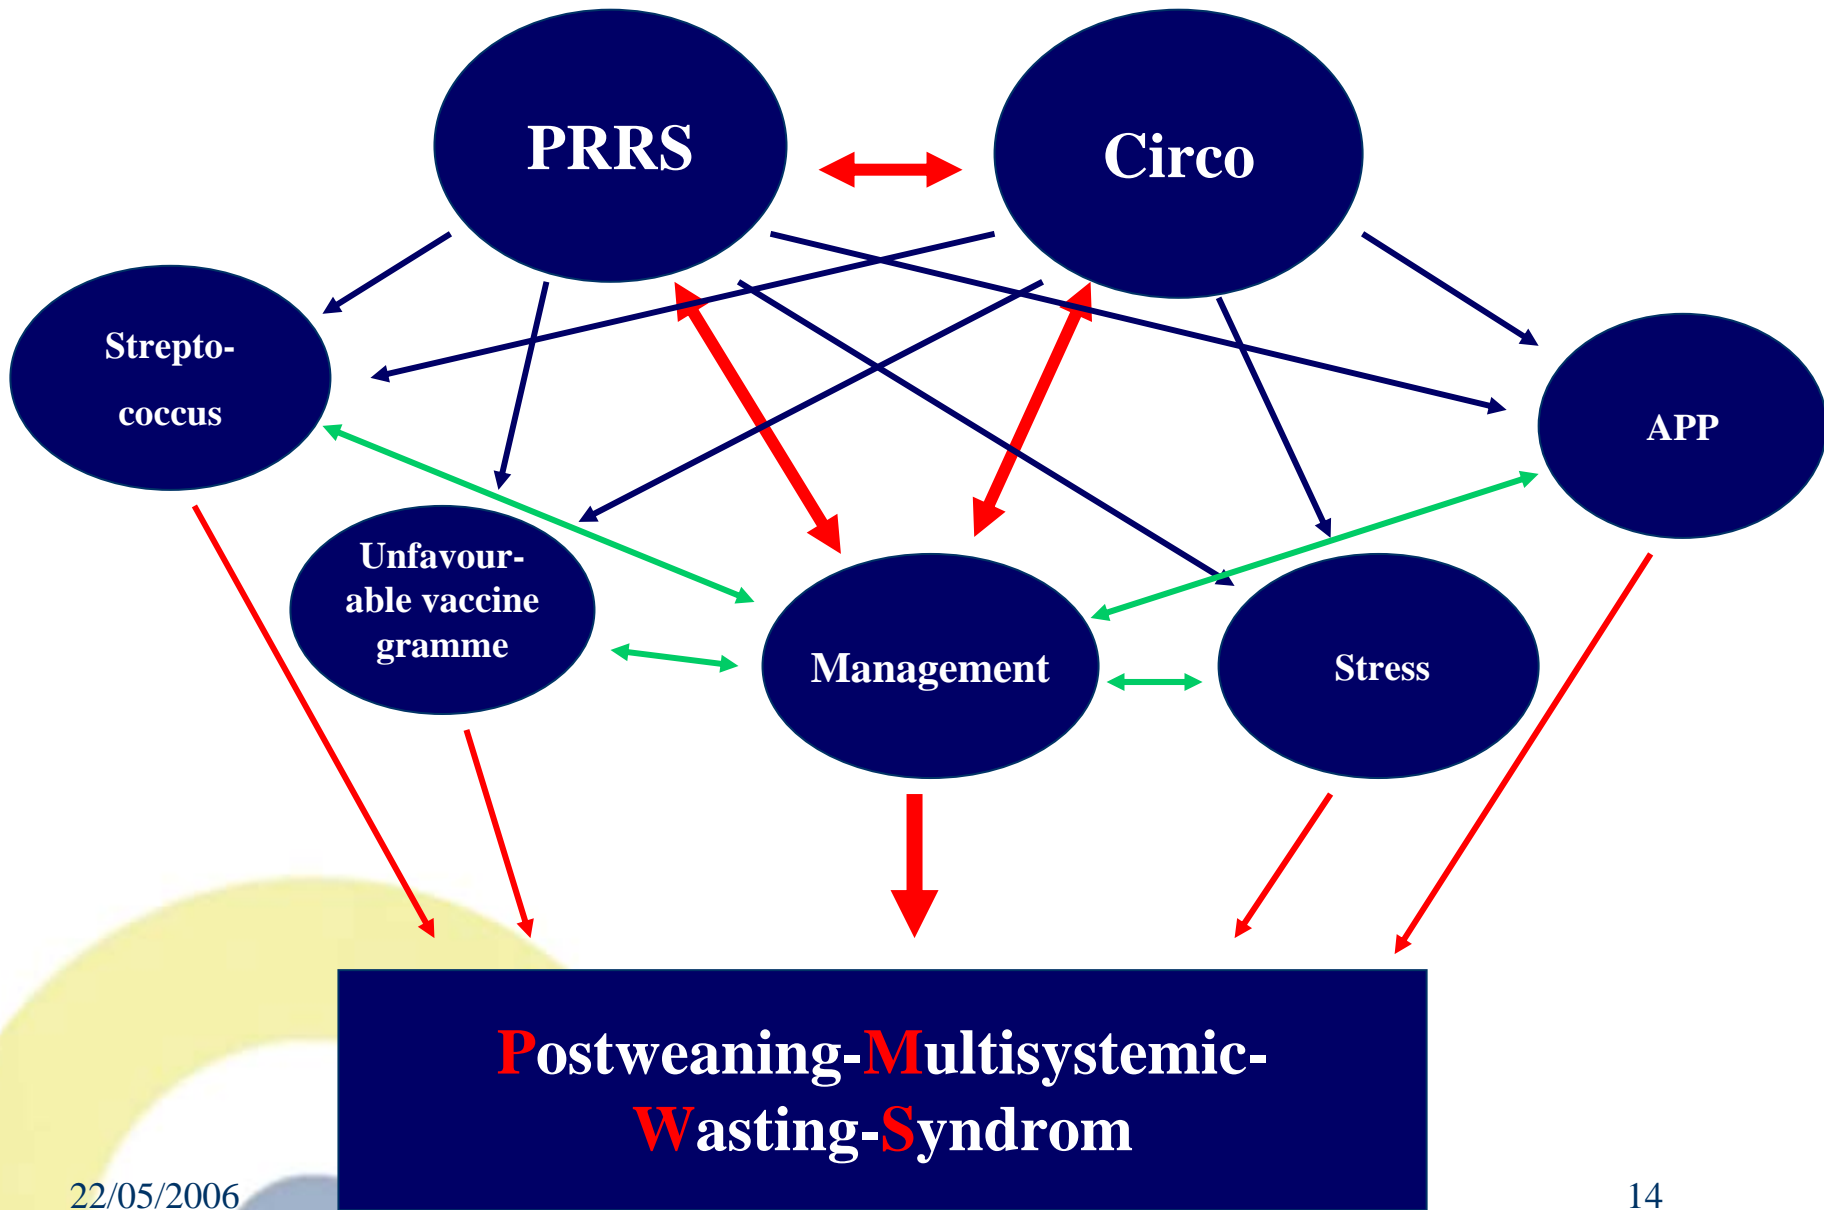 PRRS
Circo
Strepto-
coccus
APP
Unfavour-
able vaccine
gramme
Management
Stress
Postweaning-Multisystemic-
Wasting-Syndrom
22/05/2006
14